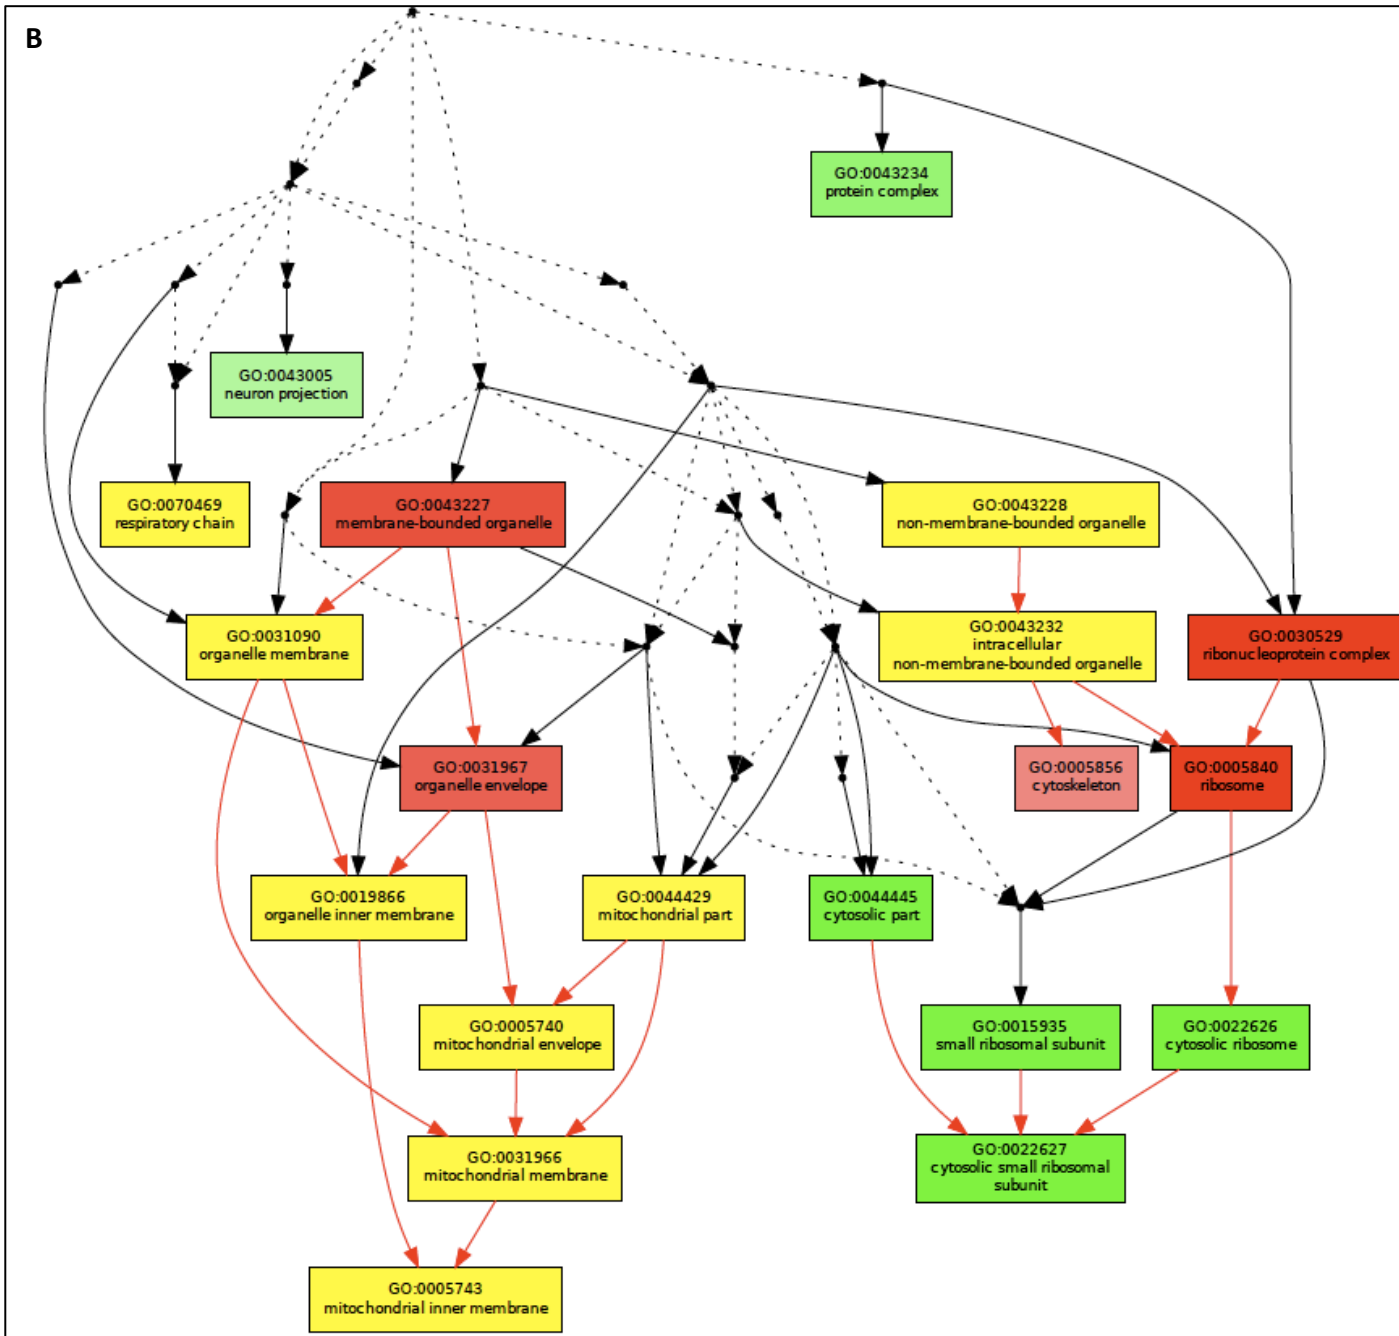 B
GO:0043234
protein complex
GO:0043005
neuron projection
GO:0070469
respiratory chain
GO:0043227
membrane-bounded organelle
GO:0043228
non-membrane-bounded organelle
GO:0031090
organelle membrane
GO:0043232
intracellular
non-membrane-bounded organelle
GO:0030529
ribonucleoprotein complex
GO:0031967
organelle envelope
GO:0005856
cytoskeleton
GO:0005840
ribosome
GO:0019866
organelle inner membrane
GO:0044429
mitochondrial part
GO:0044445
cytosolic part
GO:0005740
mitochondrial envelope
GO:0015935
small ribosomal subunit
GO:0022626
cytosolic ribosome
GO:0031966
mitochondrial membrane
GO:0022627
cytosolic small ribosomal
subunit
GO:0005743
mitochondrial inner membrane